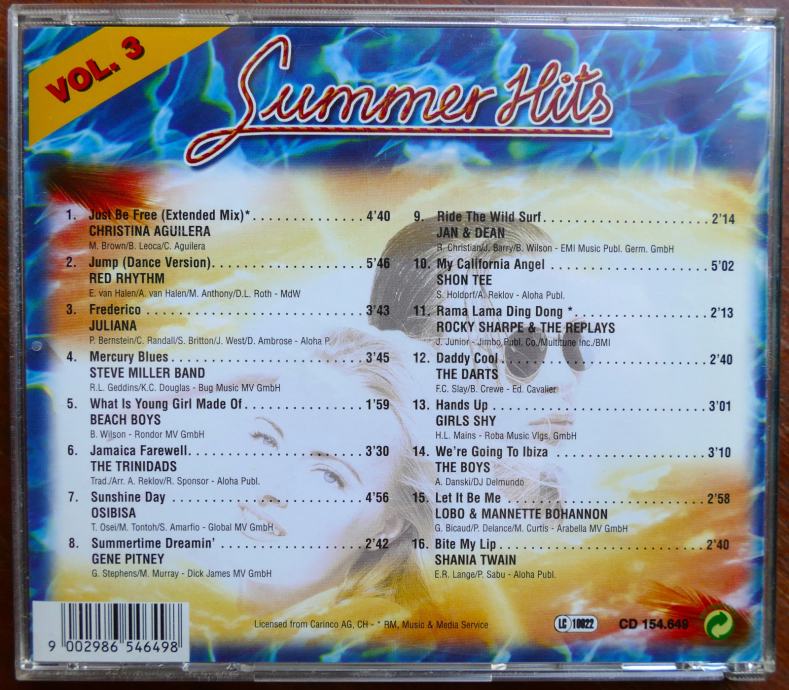 VOL. 3
Summer Hits
1. Just Be Free (Extended Mix)* . . . . . . . . . . . . . . 4'40
CHRISTINA AGUILERA
M. Brown/B. Leoca/C. Aguilera
2. Jump (Dance Version). . . . . . . . . . . . . . . . . . . 5'46
RED RHYTHM
E. van Halen/A. van Halen/M. Anthony/D.L. Roth - MdW
3. Frederico . . . . . . . . . . . . . . . . . . . . . . . . . . . 3'43
JULIANA
P. Bernstein/C. Randall/S. Britton/J. West/D. Ambrose - Aloha P.
4. Mercury Blues. . . . . . . . . . . . . . . . . . . . . . . . 3'45
STEVE MILLER BAND
R.L. Geddins/K.C. Douglas - Bug Music MV GmbH
5. What Is Young Girl Made Of. . . . . . . . . . . . . . . 1'59
BEACH BOYS
B. Wilson - Rondor MV GmbH
6. Jamaica Farewell. . . . . . . . . . . . . . . . . . . . . . 3'30
THE TRINIDADS
Trad./Arr. A. Reklov/R. Sponsor - Aloha Publ.
7. Sunshine Day . . . . . . . . . . . . . . . . . . . . . . . . 4'56
OSIBISA
T. Osei/M. Tontoh/S. Amarfio - Global MV GmbH
8. Summertime Dreamin' . . . . . . . . . . . . . . . . . . 2'42
GENE PITNEY
G. Stephens/M. Murray - Dick James MV GmbH
9. Ride The Wild Surf. . . . . . . . . . . . . . . . . . . . . 2'14
JAN & DEAN
R. Christian/J. Barry/B. Wilson - EMI Music Publ. Germ. GmbH
10. My California Angel . . . . . . . . . . . . . . . . . . . . 5'02
SHON TEE
S. Holdorf/A. Reklov - Aloha Publ.
11. Rama Lama Ding Dong *. . . . . . . . . . . . . . . . . 2'13
ROCKY SHARPE & THE REPLAYS
J. Junior - Jimbo Publ. Co./Multitune Inc./BMI
12. Daddy Cool . . . . . . . . . . . . . . . . . . . . . . . . . . 2'40
THE DARTS
F.C. Slay/B. Crewe - Ed. Cavalier
13. Hands Up . . . . . . . . . . . . . . . . . . . . . . . . . . . 3'01
GIRLS SHY
H.L. Mains - Roba Music Vlgs. GmbH
14. We're Going To Ibiza . . . . . . . . . . . . . . . . . . . 3'10
THE BOYS
A. Danski/DJ Delmundo
15. Let It Be Me . . . . . . . . . . . . . . . . . . . . . . . . . 2'58
LOBO & MANNETTE BOHANNON
G. Bicaud/P. Delance/M. Curtis - Arabella MV GmbH
16. Bite My Lip. . . . . . . . . . . . . . . . . . . . . . . . . . 2'40
SHANIA TWAIN
E.R. Lange/P. Sabu - Aloha Publ.
9 002986 546498
Licensed from Carinco AG, CH - * RM, Music & Media Service
LC 10022
CD 154.649